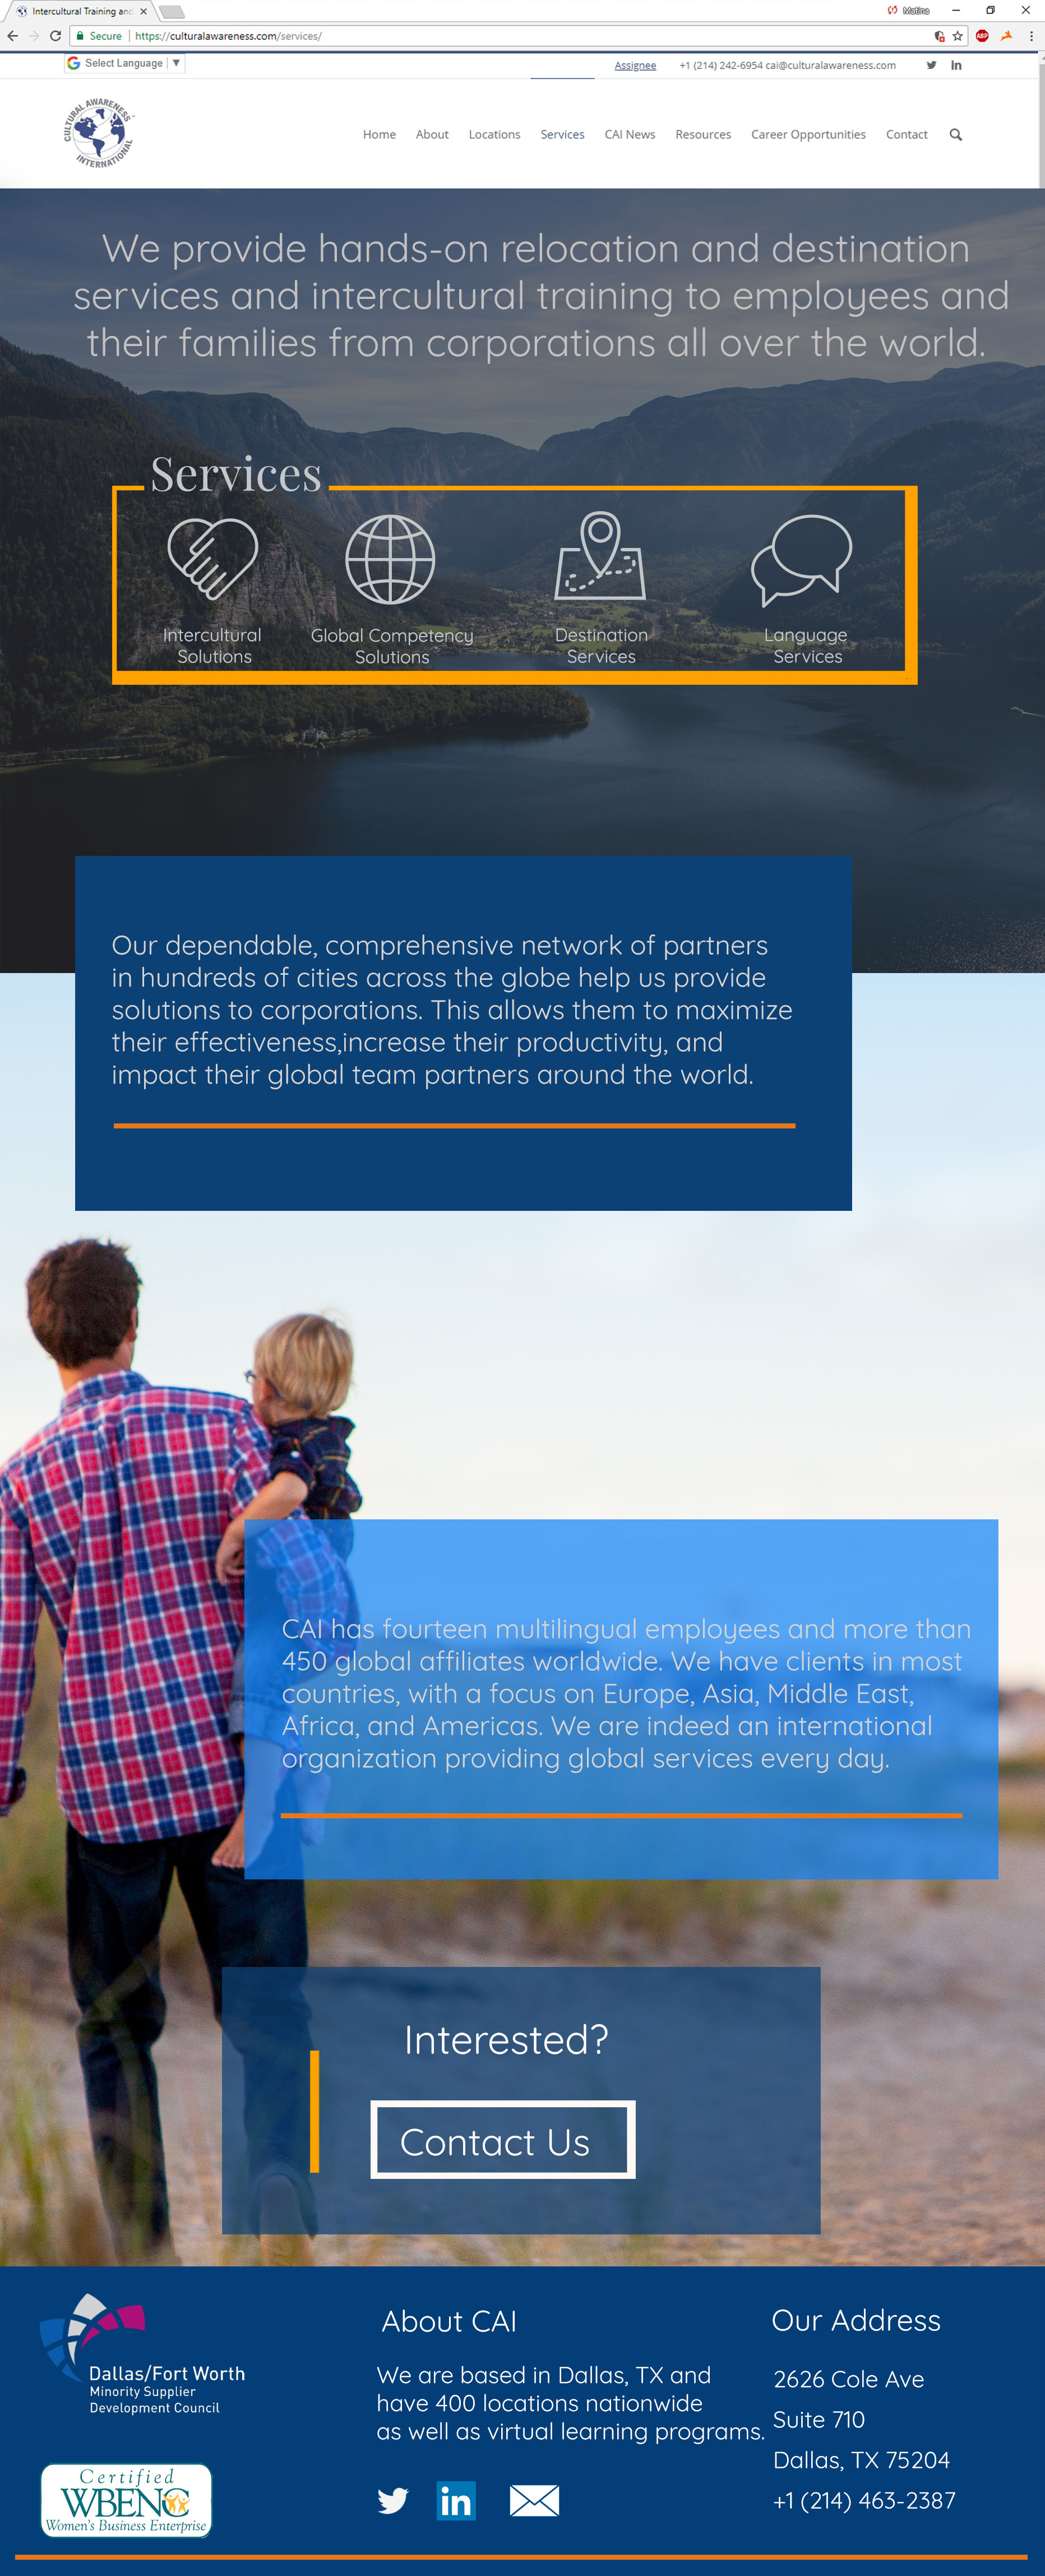 Intercultural Training and
Matina
Secure | https://culturalawareness.com/services/
ABP
Select Language ▼
Assignee
+1 (214) 242-6954 cai@culturalawareness.com
in
CULTURAL AWARENESS
INTERNATIONAL
Home About Locations Services CAI News Resources Career Opportunities Contact
We provide hands-on relocation and destination
services and intercultural training to employees and
their families from corporations all over the world.
Services
Intercultural
Solutions
Global Competency
Solutions
Destination
Services
Language
Services
Our dependable, comprehensive network of partners
in hundreds of cities across the globe help us provide
solutions to corporations. This allows them to maximize
their effectiveness,increase their productivity, and
impact their global team partners around the world.
CAI has fourteen multilingual employees and more than
450 global affiliates worldwide. We have clients in most
countries, with a focus on Europe, Asia, Middle East,
Africa, and Americas. We are indeed an international
organization providing global services every day.
Interested?
Contact Us
Dallas/Fort Worth
Minority Supplier
Development Council
Certified
WBENC
Women's Business Enterprise
About CAI
We are based in Dallas, TX and
have 400 locations nationwide
as well as virtual learning programs.
in
Our Address
2626 Cole Ave
Suite 710
Dallas, TX 75204
+1 (214) 463-2387